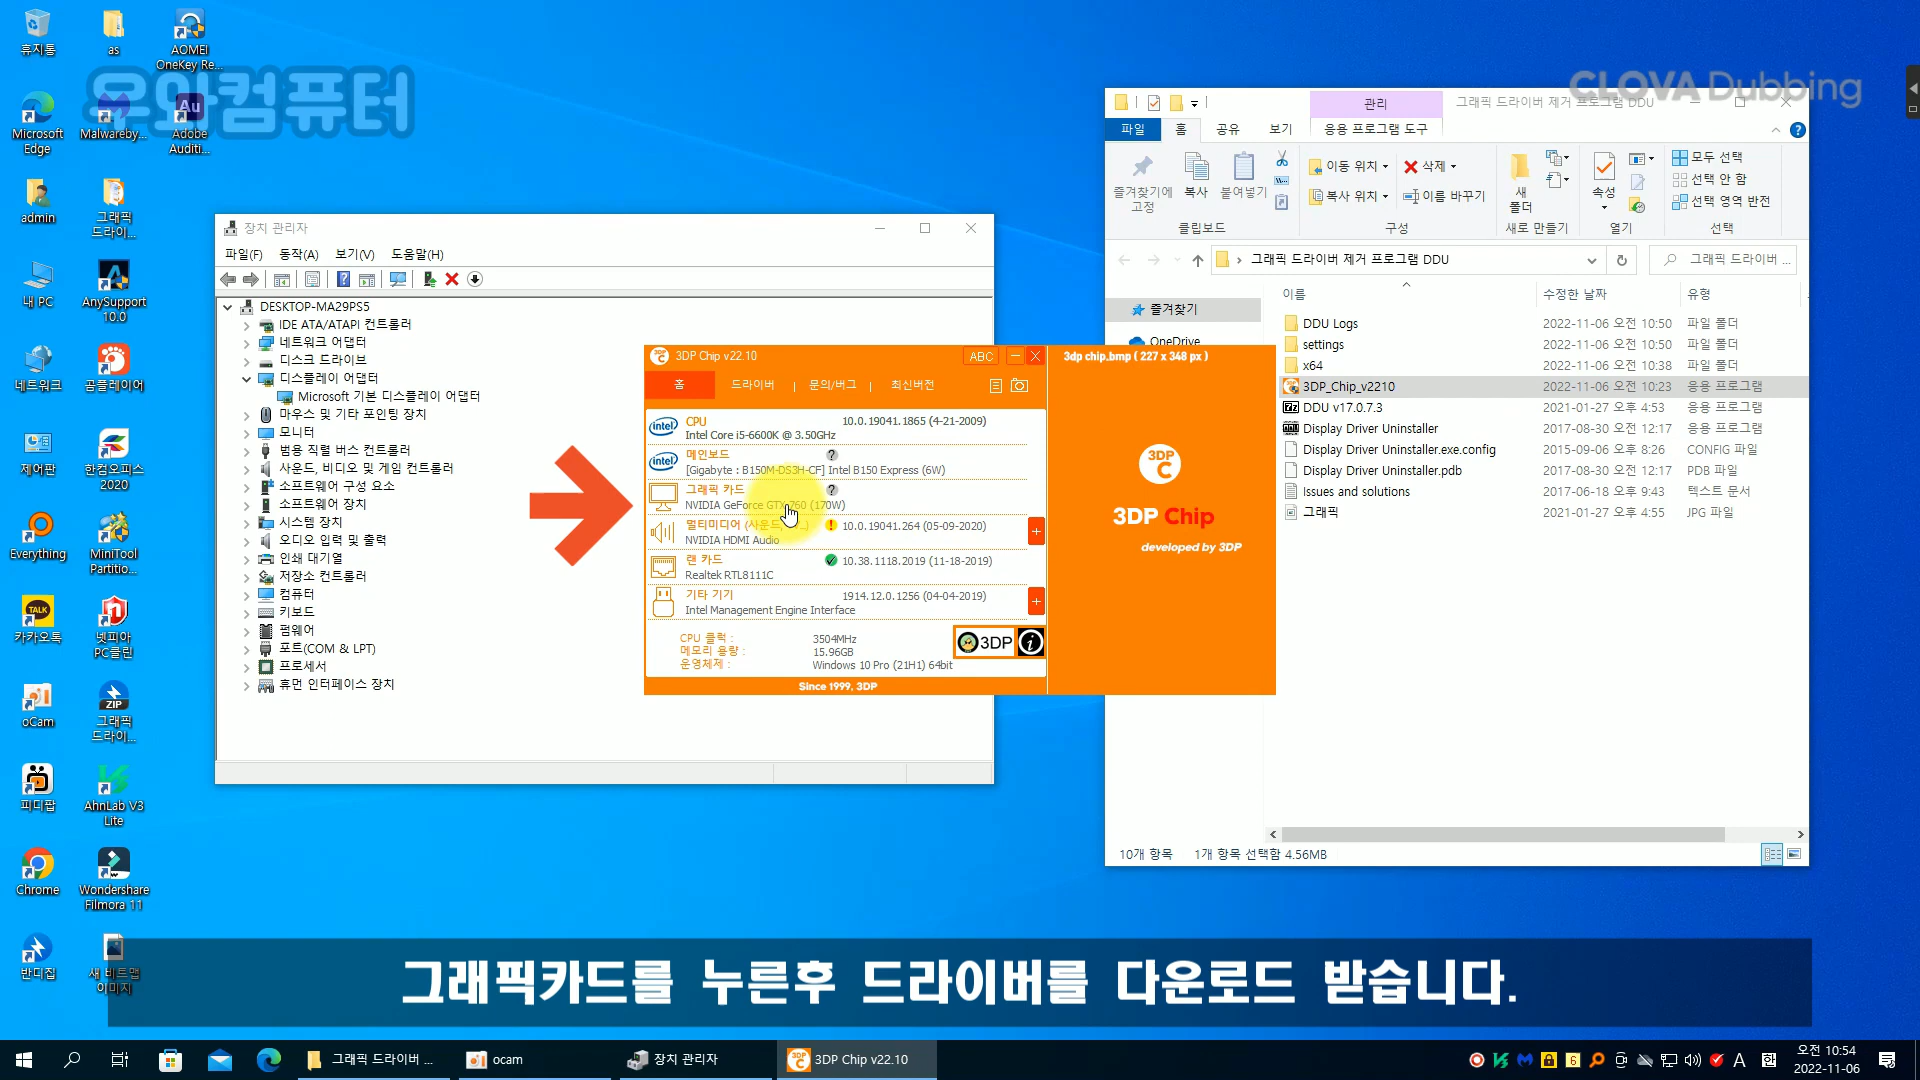 휴지통
as
AOMEI
OneKey Re...
Microsoft
Edge
Malwareby...
Adobe
Auditi...
admin
그래픽
드라이...
내 PC
AnySupport
10.0
네트워크
곰플레이어
제어판
한컴오피스
2020
Everything
MiniTool
Partitio...
카카오톡
넷피아
PC클린
oCam
그래픽
드라이...
피디팝
AhnLab V3
Lite
Chrome
Wondershare
Filmora 11
반디집
새 비트맵
이미지
우와컴퓨터
CLOVA Dubbing
장치 관리자
파일(F) 동작(A) 보기(V) 도움말(H)
DESKTOP-MA29PS5
IDE ATA/ATAPI 컨트롤러
네트워크 어댑터
디스크 드라이브
디스플레이 어댑터
Microsoft 기본 디스플레이 어댑터
마우스 및 기타 포인팅 장치
모니터
범용 직렬 버스 컨트롤러
사운드, 비디오 및 게임 컨트롤러
소프트웨어 구성 요소
소프트웨어 장치
시스템 장치
오디오 입력 및 출력
인쇄 대기열
저장소 컨트롤러
컴퓨터
키보드
펌웨어
포트(COM & LPT)
프로세서
휴먼 인터페이스 장치
3DP Chip v22.10 ABC
홈 드라이버 | 문의/버그 | 최신버전
CPU 10.0.19041.1865 (4-21-2009)
Intel Core i5-6600K @ 3.50GHz
메인보드
[Gigabyte : B150M-DS3H-CF] Intel B150 Express (6W)
그래픽 카드
NVIDIA GeForce GTX 760 (170W)
멀티미디어 (사운드, 10.0.19041.264 (05-09-2020)
NVIDIA HDMI Audio
랜 카드 10.38.1118.2019 (11-18-2019)
Realtek RTL8111C
기타 기기 1914.12.0.1256 (04-04-2019)
Intel Management Engine Interface
CPU 클럭 : 3504MHz
메모리 용량 : 15.96GB
운영체제 : Windows 10 Pro (21H1) 64bit
3DP
Since 1999, 3DP
3dp chip.bmp ( 227 x 348 px )
3DP
C
3DP Chip
developed by 3DP
관리
그래픽 드라이버 제거 프로그램 DDU
파일 홈 공유 보기 응용 프로그램 도구
즐겨찾기에
고정
복사
붙여넣기
이동 위치
복사 위치
삭제
이름 바꾸기
새
폴더
속성
모두 선택
선택 안 함
선택 영역 반전
클립보드 구성 새로 만들기 열기 선택
그래픽 드라이버 제거 프로그램 DDU
그래픽 드라이버 ...
즐겨찾기
OneDrive
이름 수정한 날짜 유형
DDU Logs 2022-11-06 오전 10:50 파일 폴더
settings 2022-11-06 오전 10:50 파일 폴더
x64 2022-11-06 오전 10:38 파일 폴더
3DP_Chip_v2210 2022-11-06 오전 10:23 응용 프로그램
DDU v17.0.7.3 2021-01-27 오후 4:53 응용 프로그램
Display Driver Uninstaller 2017-08-30 오전 12:17 응용 프로그램
Display Driver Uninstaller.exe.config 2015-09-06 오후 8:26 CONFIG 파일
Display Driver Uninstaller.pdb 2017-08-30 오전 12:17 PDB 파일
Issues and solutions 2017-06-18 오후 9:43 텍스트 문서
그래픽 2021-01-27 오후 4:55 JPG 파일
10개 항목 1개 항목 선택함 4.56MB
그래픽카드를 누른후 드라이버를 다운로드 받습니다.
그래픽 드라이버 ...
ocam
장치 관리자
3DP Chip v22.10
A
한
오전 10:54
2022-11-06